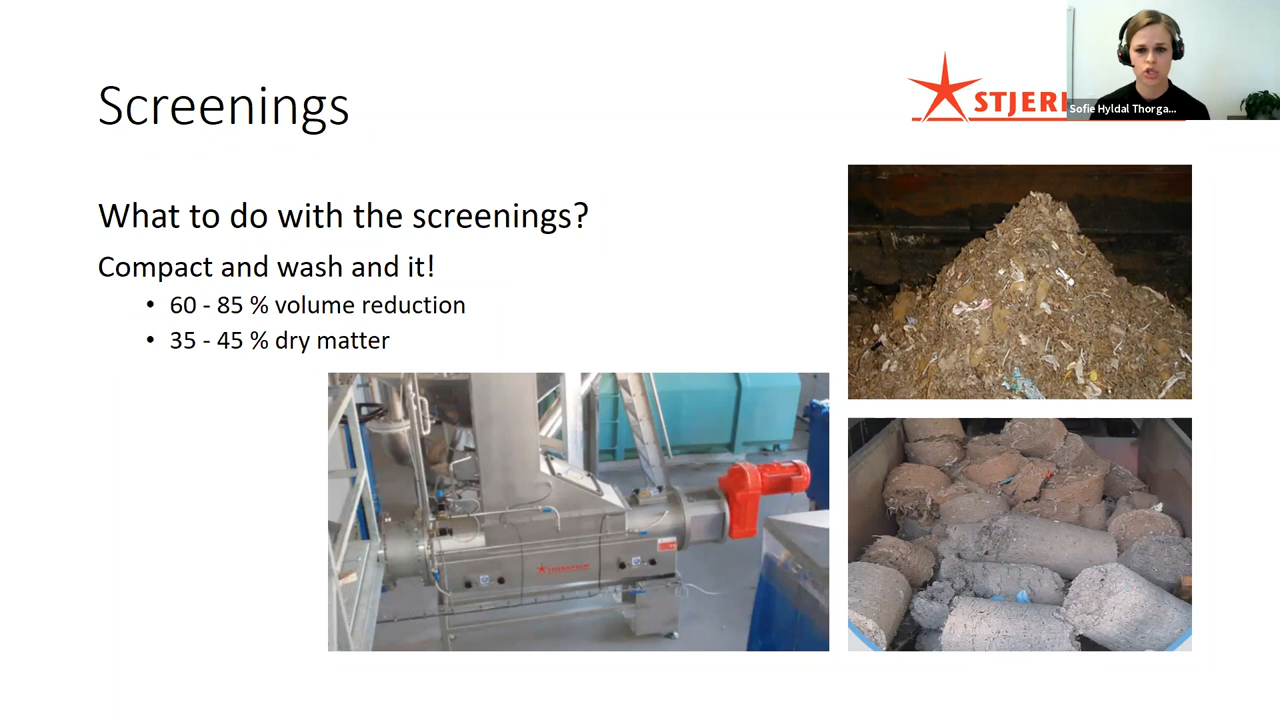 Screenings
STJER
Sofie Hyldal Thorga...
What to do with the screenings?
Compact and wash and it!
• 60 - 85 % volume reduction
• 35 - 45 % dry matter